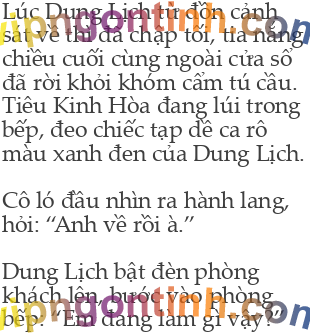 Lúc Dung Lịch từ đồn cảnh
sát về thì đã chập tối, tia nắng
chiều cuối cùng ngoài cửa sổ
đã rời khỏi khóm cẩm tú cầu.
Tiêu Kinh Hòa đang lúi trong
bếp, đeo chiếc tạp dề ca rô
màu xanh đen của Dung Lịch.
Cô ló đầu nhìn ra hành lang,
hỏi: “Anh về rồi à.”
Dung Lịch bật đèn phòng
khách lên, bước vào phòng
bếp: “Em đang làm gì vậy?”